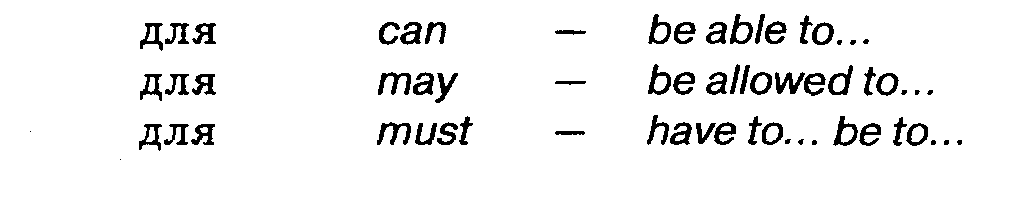 для can — be able to...
для may — be allowed to...
для must — have to... be to...